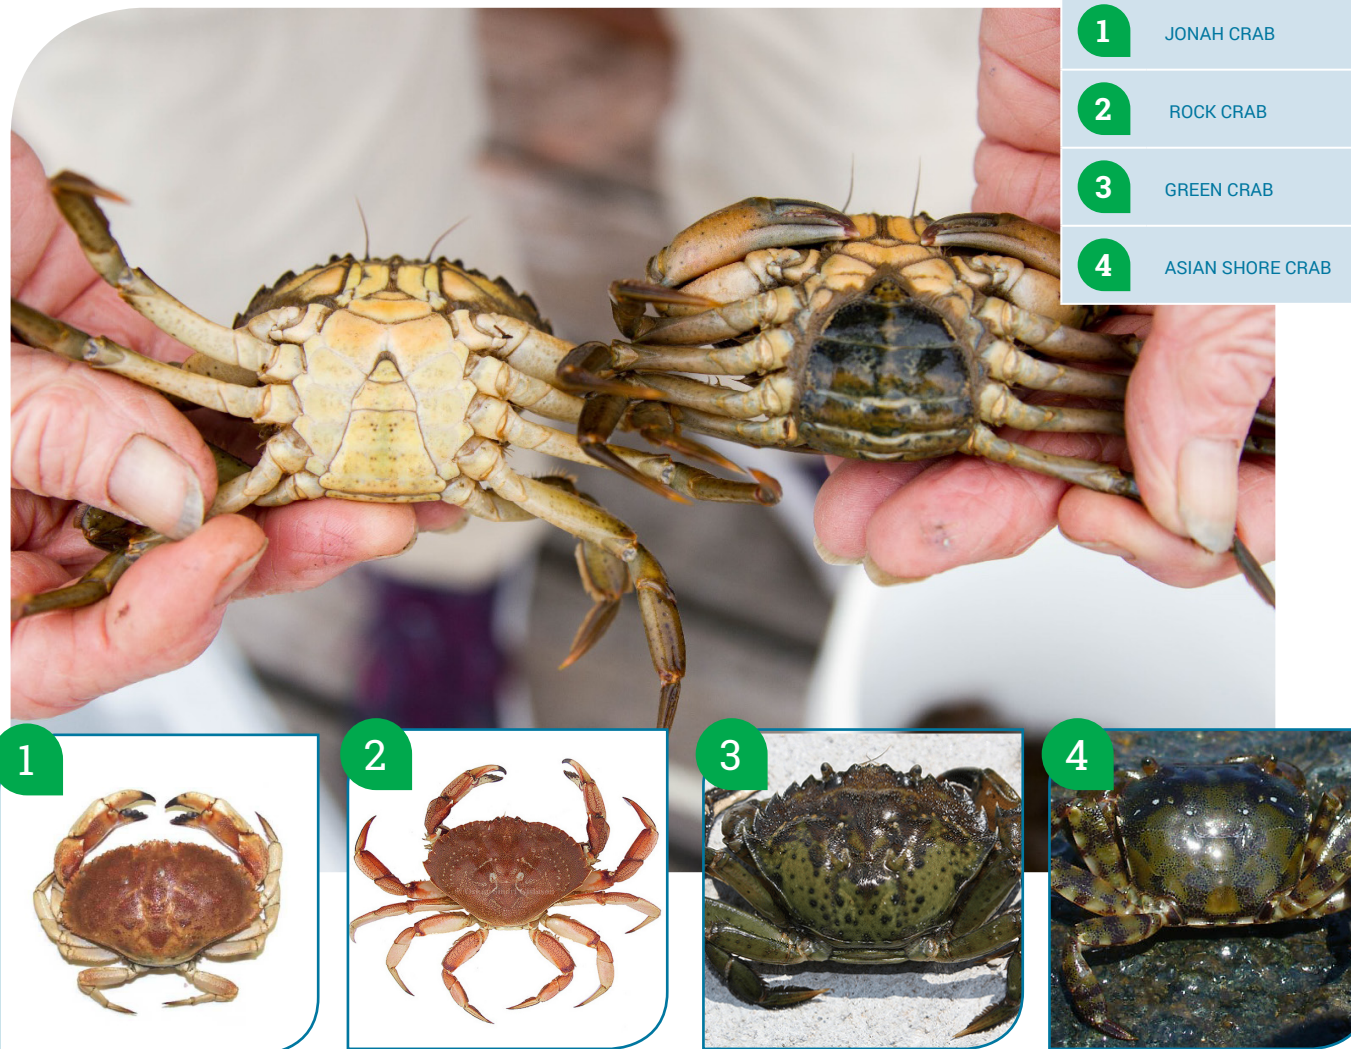 1 JONAH CRAB
2 ROCK CRAB
3 GREEN CRAB
4 ASIAN SHORE CRAB
1
2
3
4